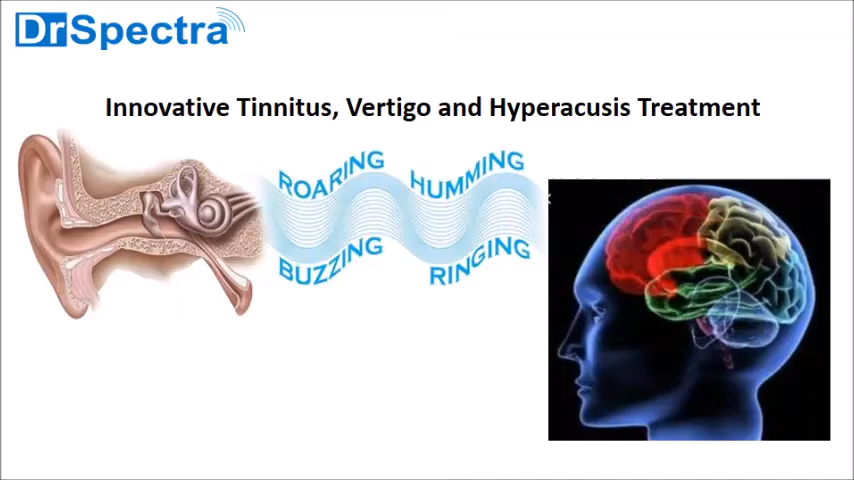 DrSpectra
Innovative Tinnitus, Vertigo and Hyperacusis Treatment
ROARING
HUMMING
BUZZING
RINGING